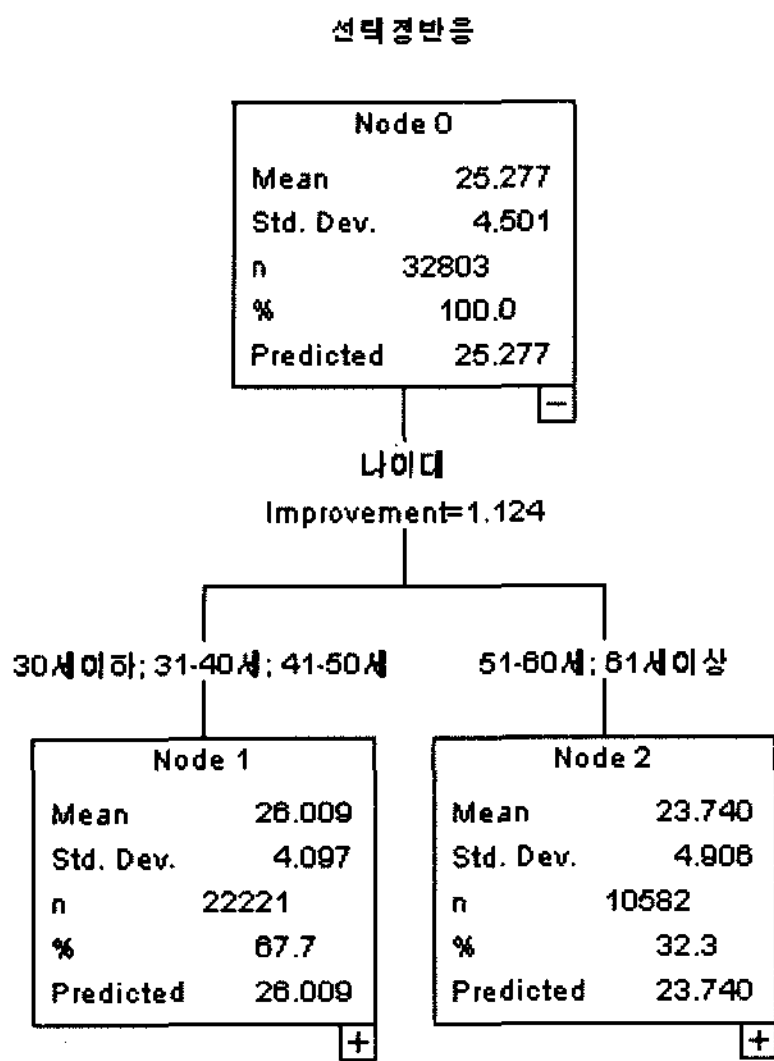 선택경반응
Node 0
Mean 25.277
Std. Dev. 4.501
n 32803
% 100.0
Predicted 25.277
나이대
Improvement=1.124
30세이하; 31-40세; 41-50세
51-60세; 61세이상
Node 1
Mean 26.009
Std. Dev. 4.097
n 22221
% 67.7
Predicted 26.009
Node 2
Mean 23.740
Std. Dev. 4.906
n 10582
% 32.3
Predicted 23.740